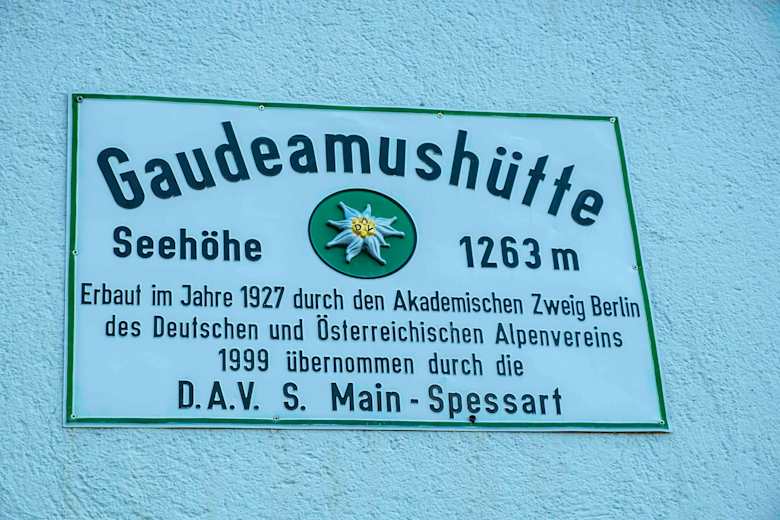 Gaudeamushütte
Seehöhe 1263 m
Erbaut im Jahre 1927 durch den Akademischen Zweig Berlin
des Deutschen und Österreichischen Alpenvereins
1999 übernommen durch die
D.A.V. S. Main - Spessart